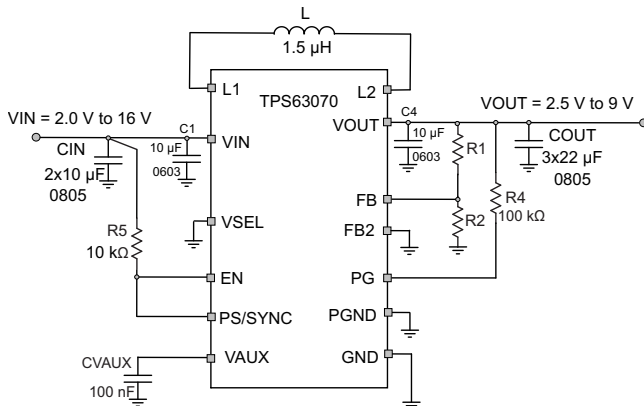 L
1.5 µH
L1
L2
TPS63070
VIN = 2.0 V to 16 V
VOUT = 2.5 V to 9 V
C1
C4
VIN
VOUT
CIN
2x10 µF
0805
10 µF
0603
10 µF
0603
R1
COUT
3x22 µF
0805
FB
R4
100 kΩ
R2
VSEL
FB2
R5
10 kΩ
EN
PG
PS/SYNC
PGND
VAUX
GND
CVAUX
100 nF